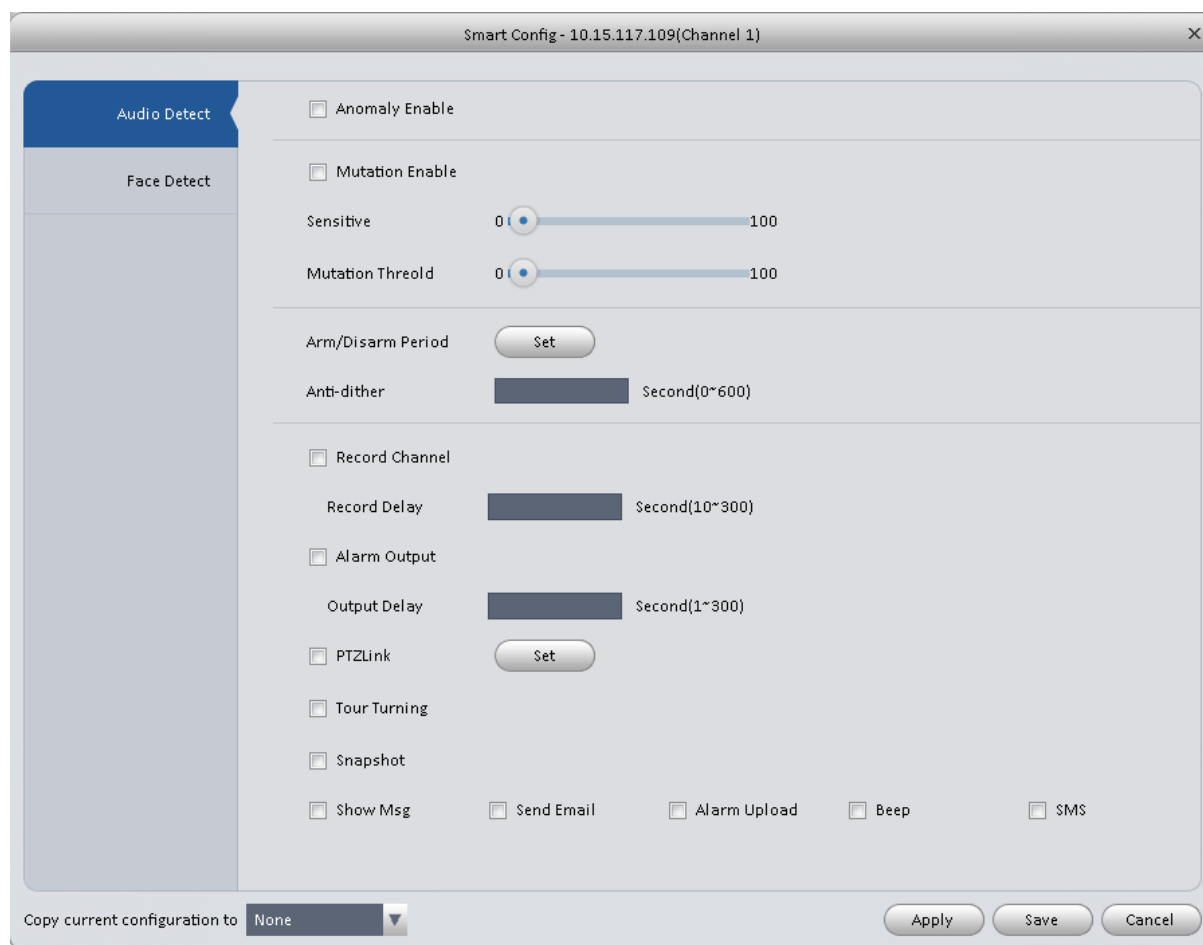 Smart Config - 10.15.117.109(Channel 1)
Audio Detect
Face Detect
Anomaly Enable
Mutation Enable
Sensitive 0 100
Mutation Threold 0 100
Arm/Disarm Period Set
Anti-dither Second(0~600)
Record Channel
Record Delay Second(10~300)
Alarm Output
Output Delay Second(1~300)
PTZLink Set
Tour Turning
Snapshot
Show Msg Send Email Alarm Upload Beep SMS
Copy current configuration to None Apply Save Cancel